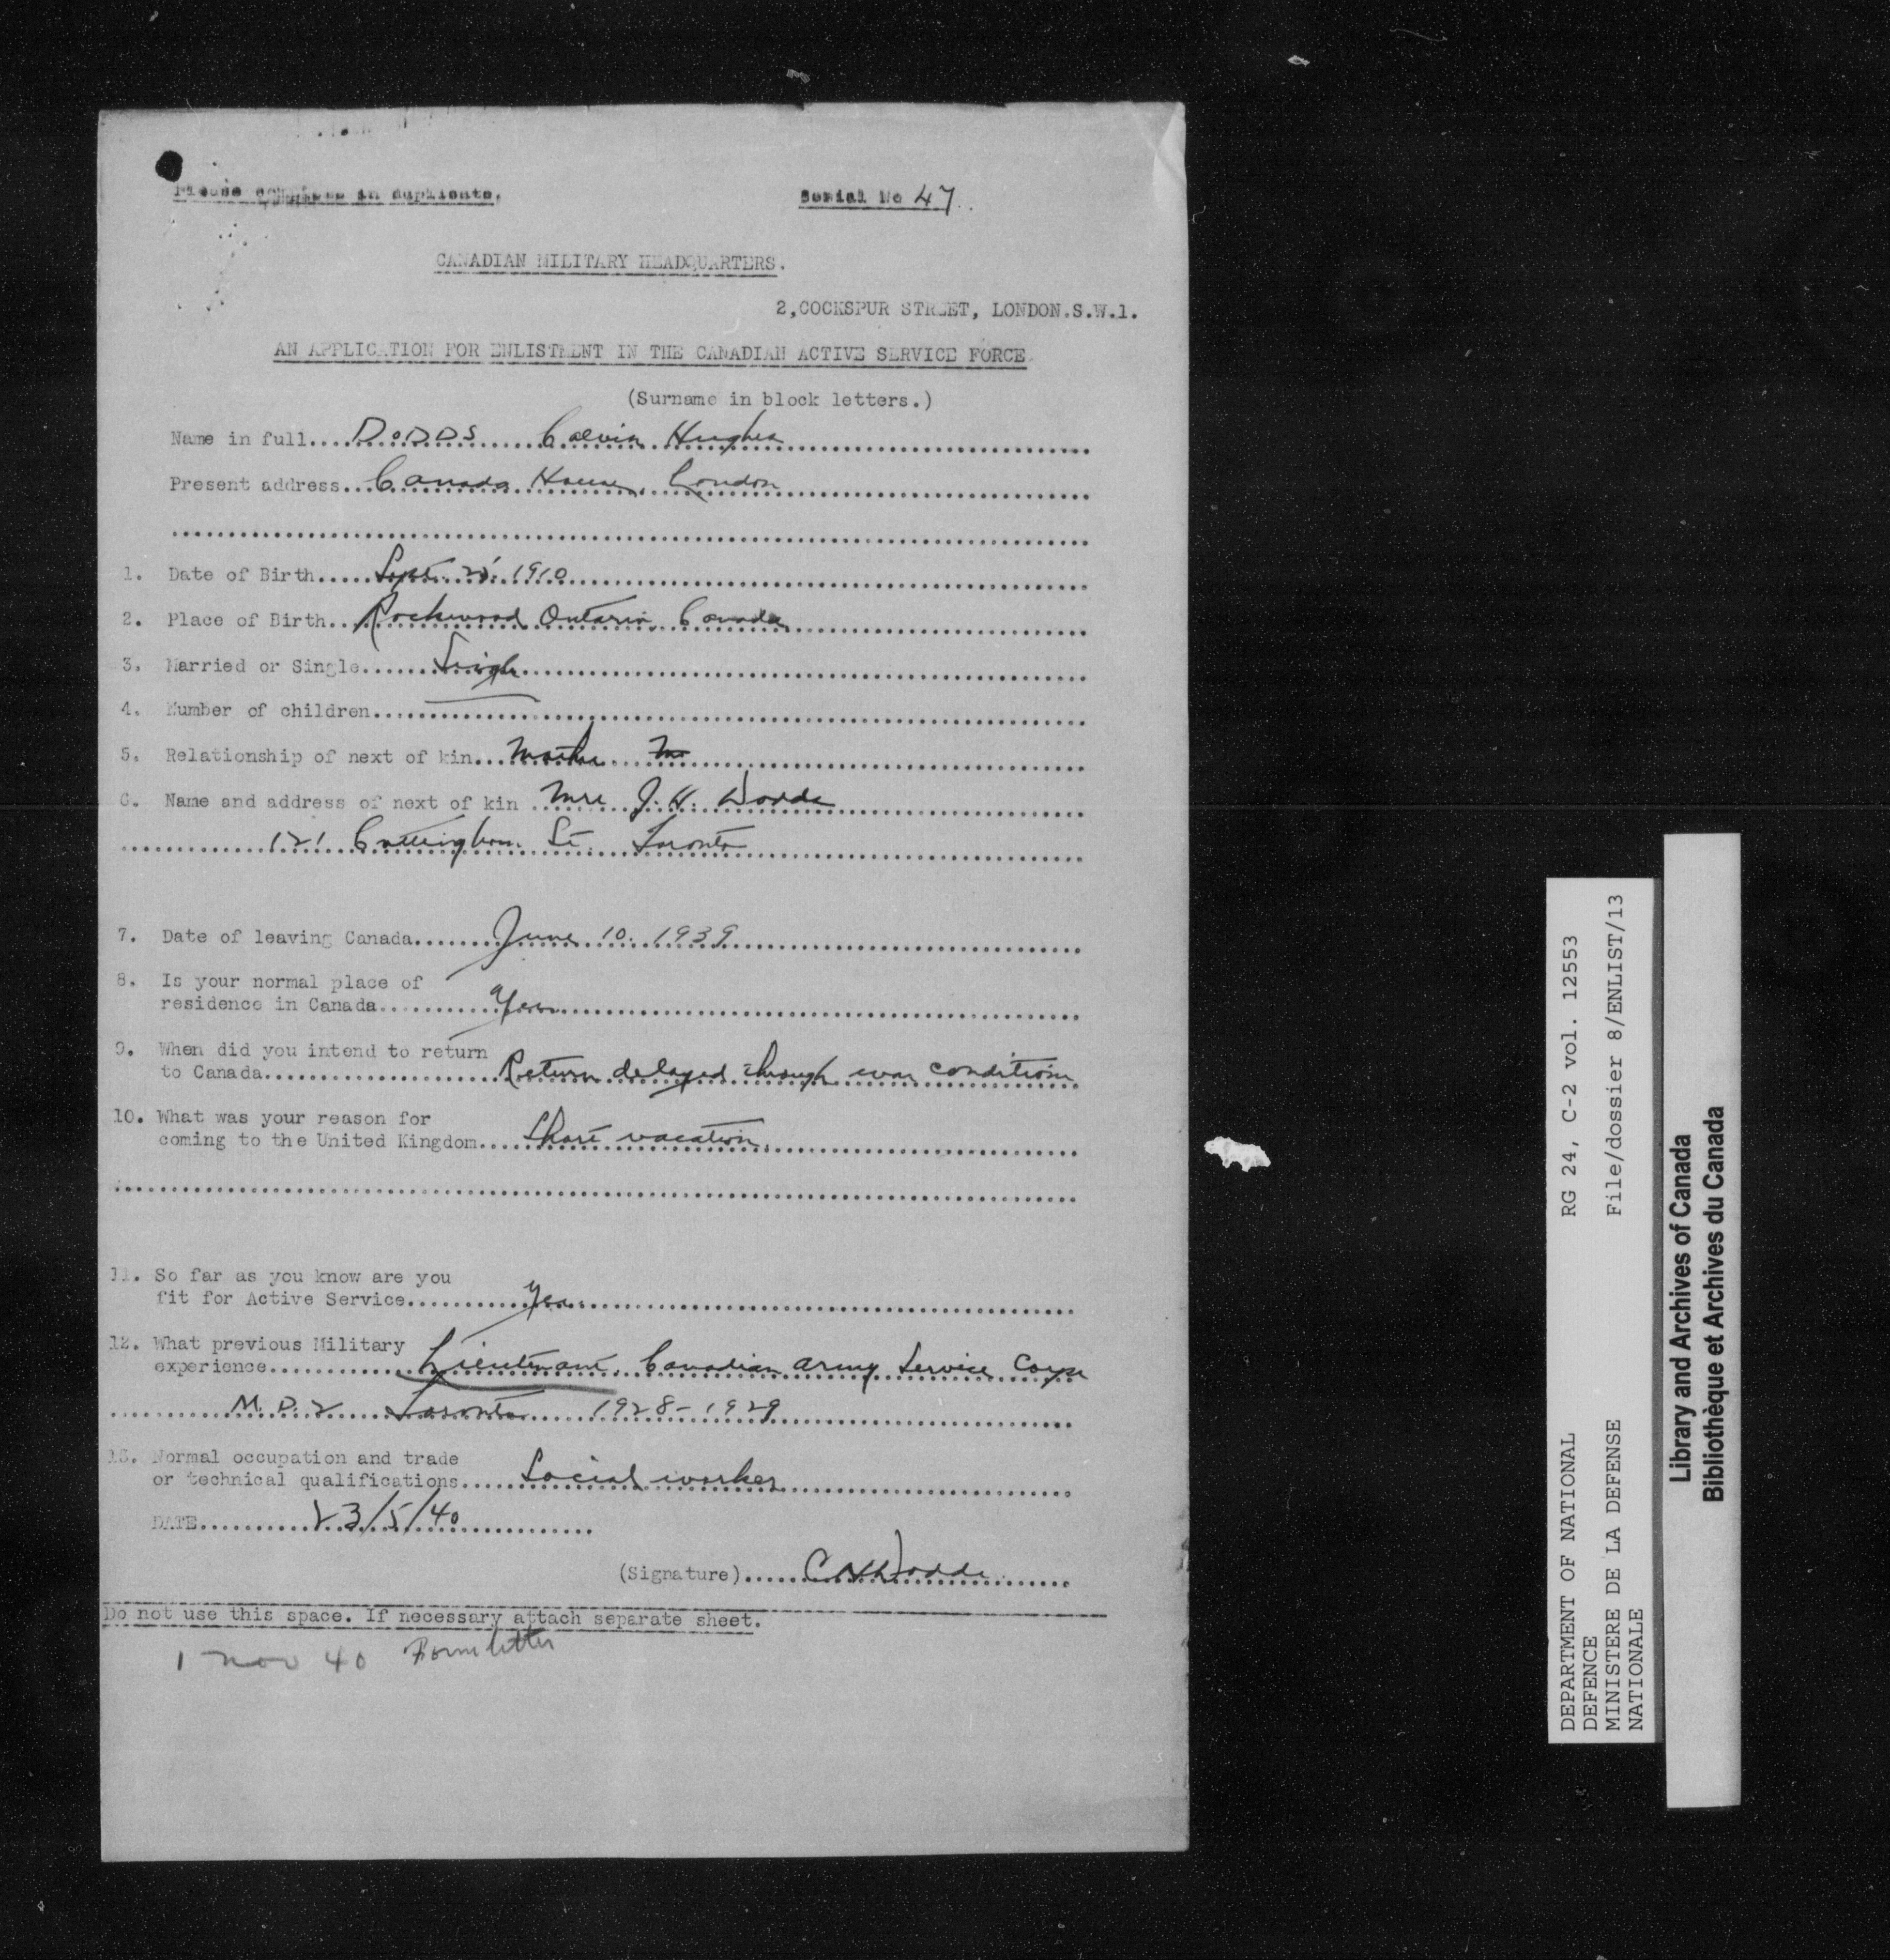 Please complete in duplicate.
Serial No 47
CANADIAN MILITARY HEADQUARTERS.
2,COCKSPUR STREET, LONDON.S.W.1.
AN APPLICATION FOR ENLISTMENT IN THE CANADIAN ACTIVE SERVICE FORCE
(Surname in block letters.)
Name in full....DODDS Calvin Hughes
Present address...Canada House, London
1. Date of Birth.....Sept. 1910
2. Place of Birth...Rockwood Ontario, Canada
3. Married or Single......Single
4. Number of children....—
5. Relationship of next of kin...Mother
6. Name and address of next of kin ...Mrs J. H. Dodds
121 Cottingham St. Toronto
7. Date of leaving Canada.......June 10. 1939
8. Is your normal place of
residence in Canada..........Yes
9. When did you intend to return
to Canada....................Return delayed through war conditions
10. What was your reason for
coming to the United Kingdom....Short vacation.
11. So far as you know are you
fit for Active Service..........Yes.
12. What previous Military
experience............Lieutenant, Canadian Army Service Corps
M.D.2 Toronto 1928-1929
13. Normal occupation and trade
or technical qualifications.....Social worker
DATE...........23/5/40
(Signature).....C H Dodds
Do not use this space. If necessary attach separate sheet.
1 Nov 40 Form letter
DEPARTMENT OF NATIONAL RG 24, C-2 vol. 12553
DEFENCE
MINISTERE DE LA DEFENSE File/dossier 8/ENLIST/13
NATIONALE
Library and Archives of Canada
Bibliothèque et Archives du Canada